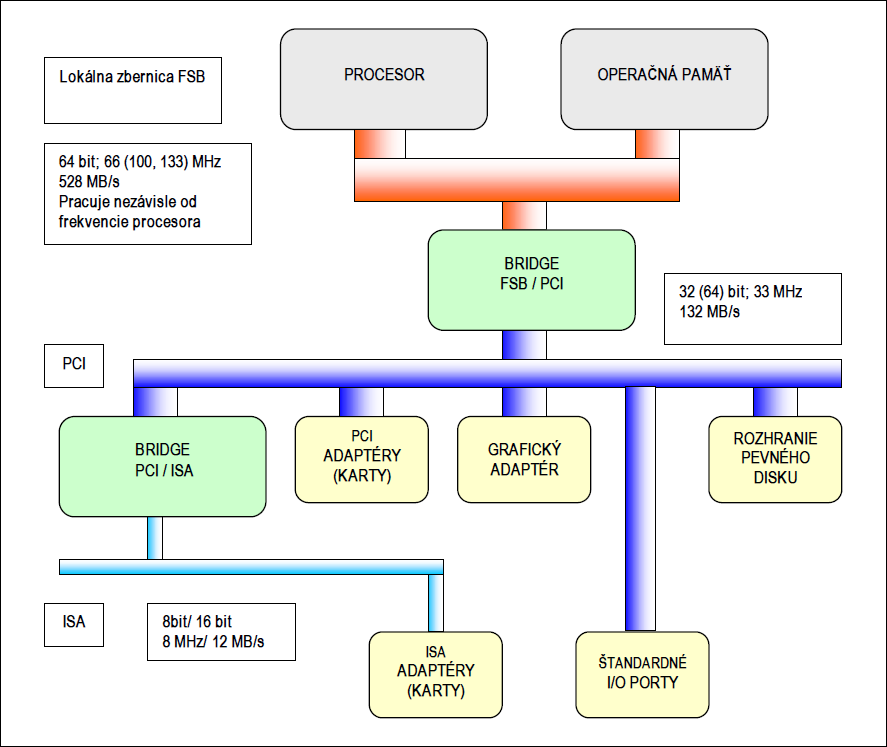 PROCESOR
OPERAČNÁ PAMÄŤ
Lokálna zbernica FSB
64 bit; 66 (100, 133) MHz
528 MB/s
Pracuje nezávisle od
frekvencie procesora
BRIDGE
FSB / PCI
32 (64) bit; 33 MHz
132 MB/s
PCI
BRIDGE
PCI / ISA
PCI
ADAPTÉRY
(KARTY)
GRAFICKÝ
ADAPTÉR
ROZHRANIE
PEVNÉHO
DISKU
ISA
8bit/ 16 bit
8 MHz/ 12 MB/s
ISA
ADAPTÉRY
(KARTY)
ŠTANDARDNÉ
I/O PORTY